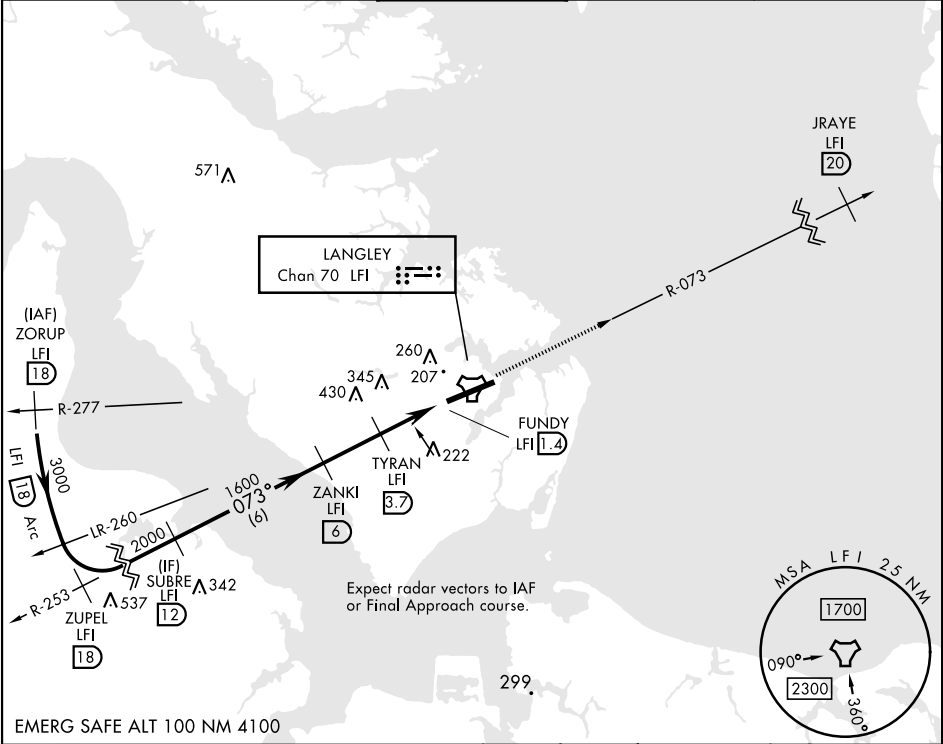 JRAYE
LFI
20
571
LANGLEY
Chan 70 LFI
R-073
(IAF)
ZORUP
LFI
18
R-277
260
207
345
430
FUNDY
LFI 1.4
222
TYRAN
LFI
3.7
ZANKI
LFI
6
3000
LFI 18 Arc
LR-260
1600
073°
(6)
2000
(IF)
SUBRE
LFI
12
342
R-253
537
ZUPEL
LFI
18
Expect radar vectors to IAF
or Final Approach course.
299
MSA LFI 25 NM
1700
090°
2300
360°
EMERG SAFE ALT 100 NM 4100